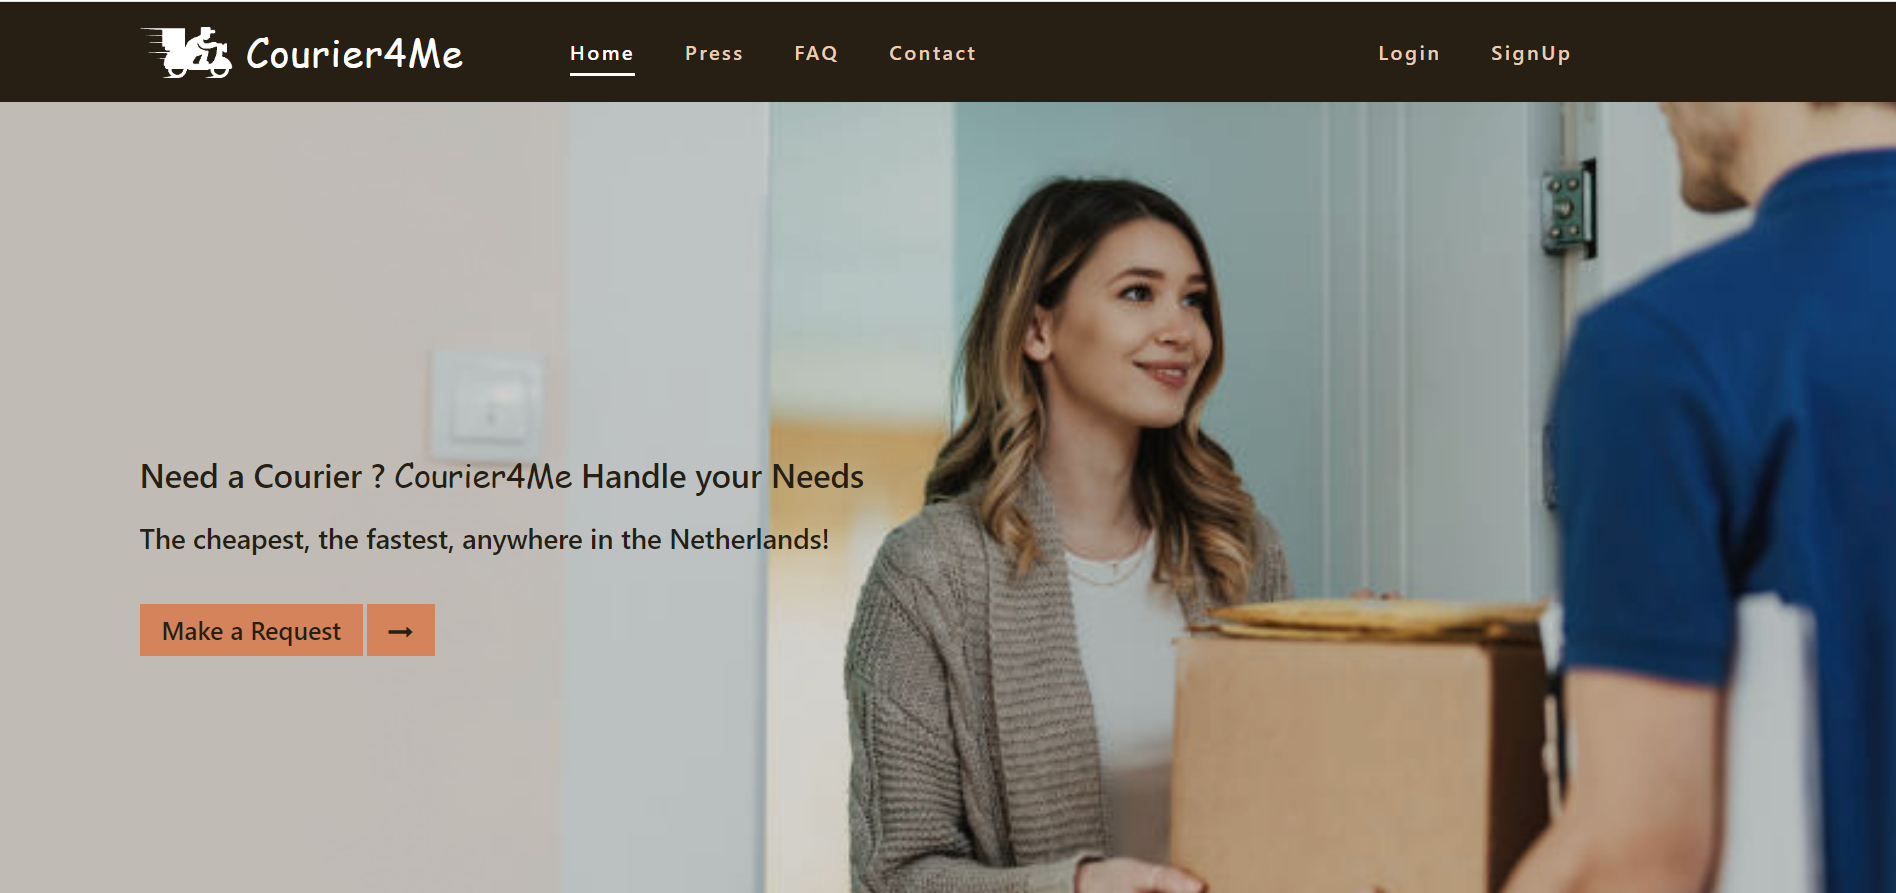 Courier4Me
Home Press FAQ Contact Login SignUp
Need a Courier ? Courier4Me Handle your Needs
The cheapest, the fastest, anywhere in the Netherlands!
Make a Request →